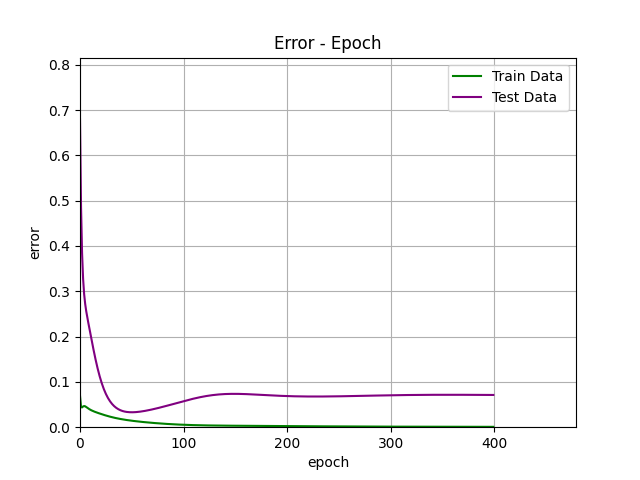 Error - Epoch
0.8
0.7
0.6
0.5
0.4
0.3
0.2
0.1
0.0
error
0
100
200
300
400
epoch
Train Data
Test Data